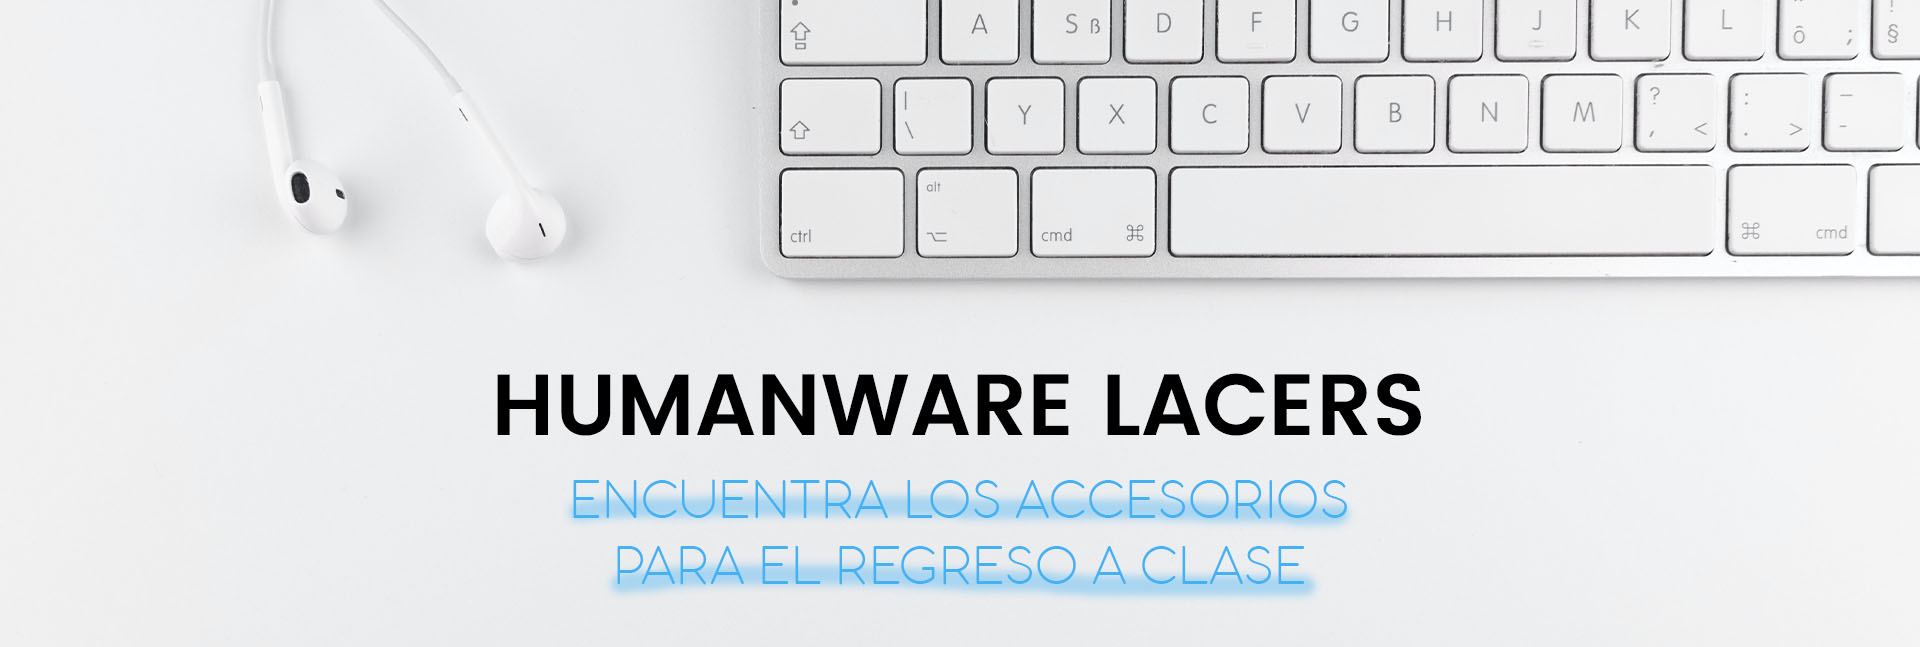 A S ß D F G H J K L ö ;
Y X C V B N M ? , < : . > _ -
ctrl alt cmd ⌘ ⌘ cmd
HUMANWARE LACERS
ENCUENTRA LOS ACCESORIOS
PARA EL REGRESO A CLASE